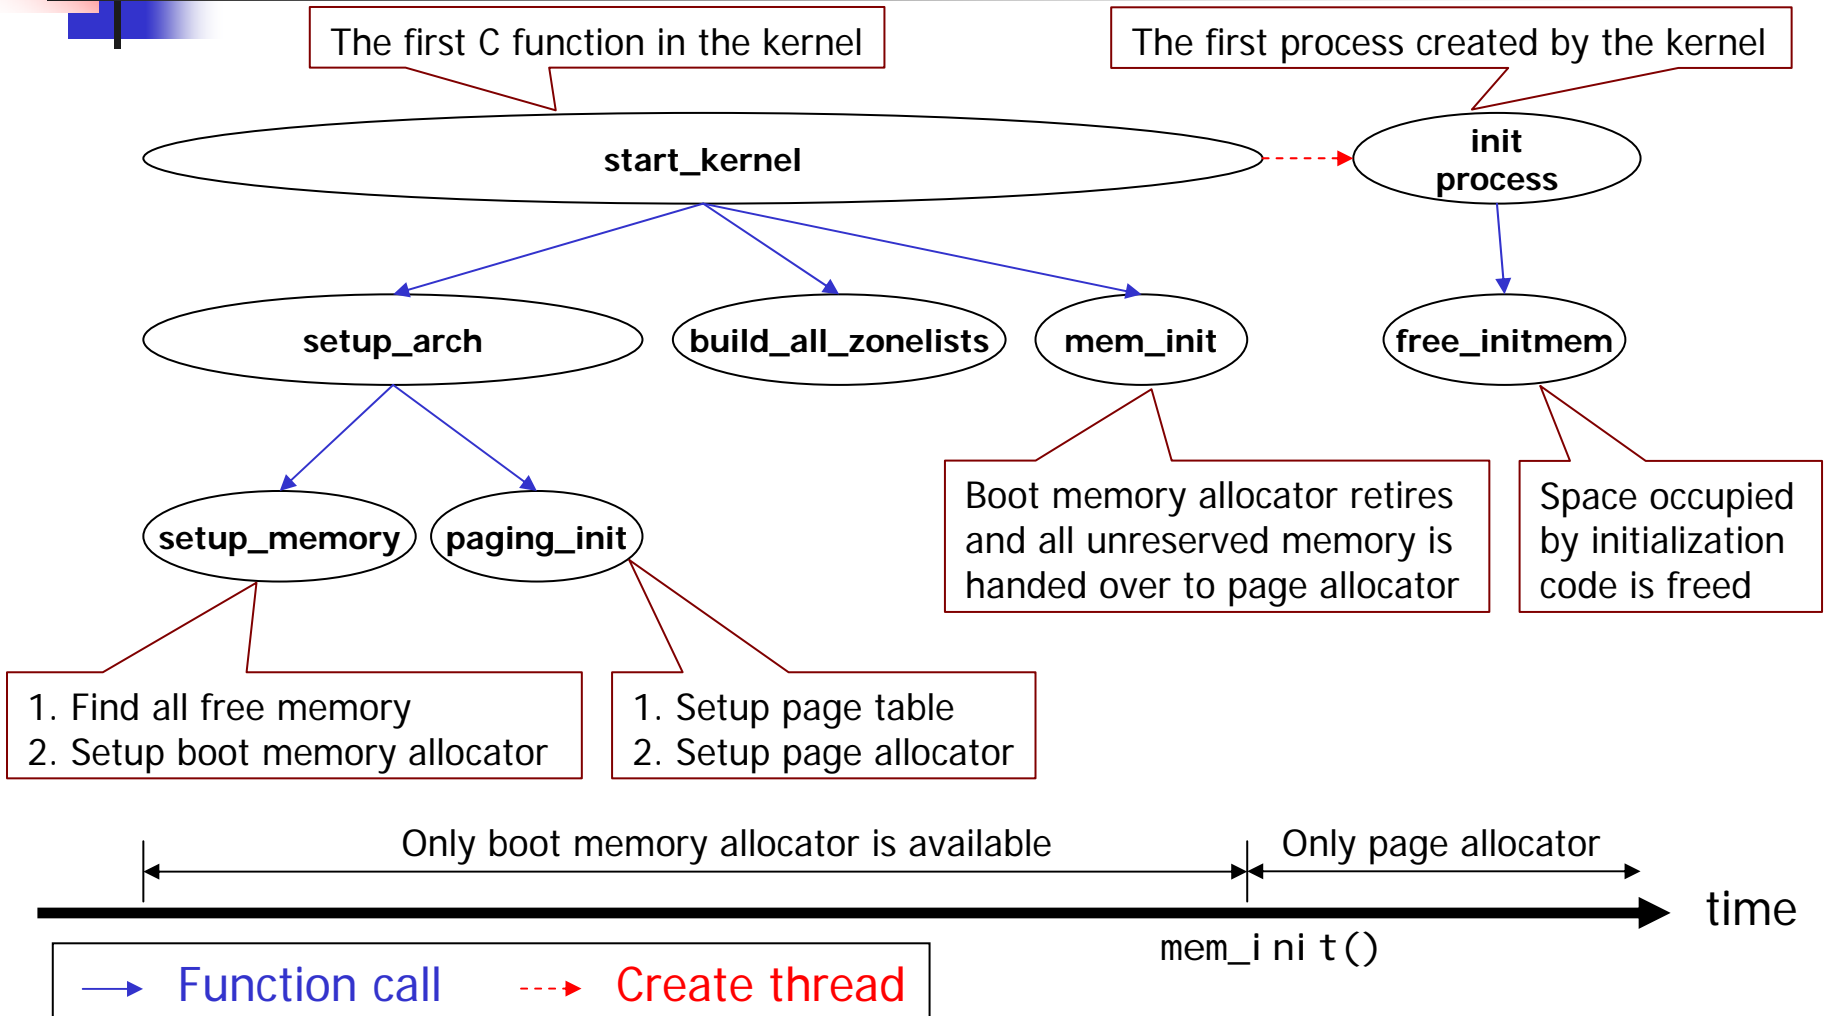 The first C function in the kernel
The first process created by the kernel
start_kernel
init
process
setup_arch
build_all_zonelists
mem_init
free_initmem
setup_memory
paging_init
Boot memory allocator retires
and all unreserved memory is
handed over to page allocator
Space occupied
by initialization
code is freed
1. Find all free memory
2. Setup boot memory allocator
1. Setup page table
2. Setup page allocator
Only boot memory allocator is available
Only page allocator
time
mem_init()
Function call
Create thread